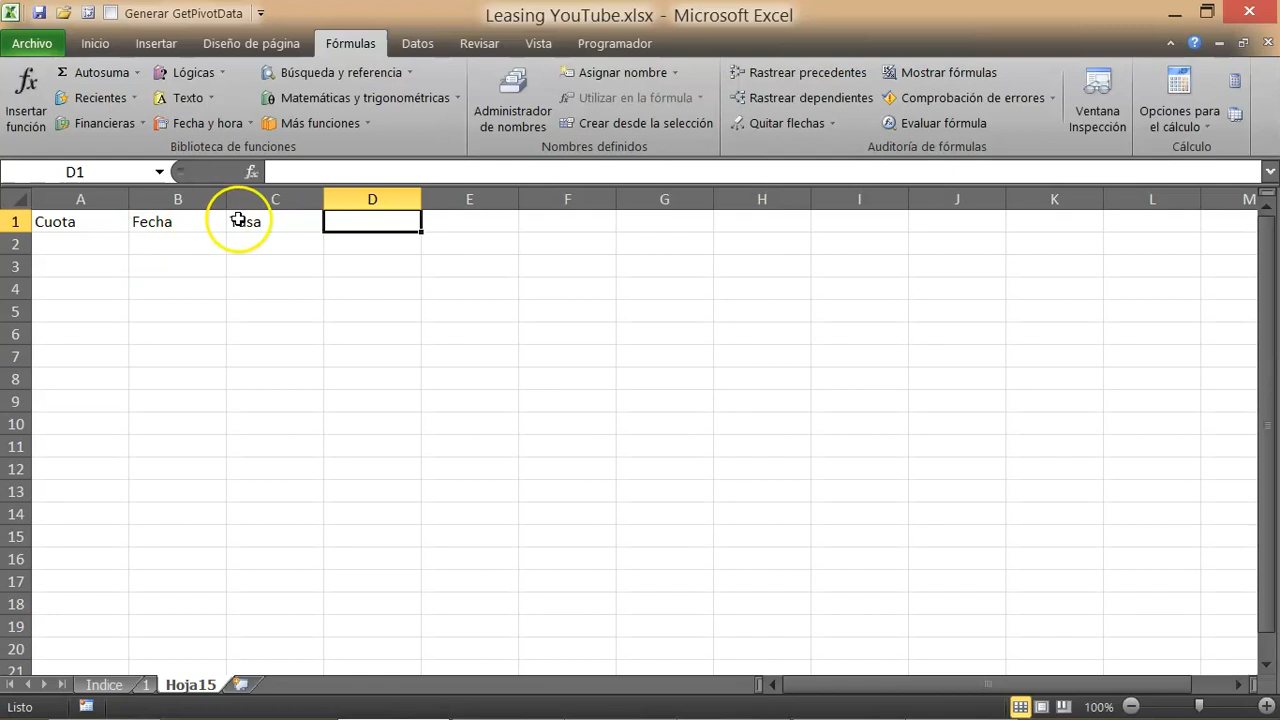 Generar GetPivotData
Leasing YouTube.xlsx - Microsoft Excel
Archivo Inicio Insertar Diseño de página Fórmulas Datos Revisar Vista Programador
fx Insertar función
Σ Autosuma
Recientes
Financieras
Lógicas
Texto
Fecha y hora
Búsqueda y referencia
Matemáticas y trigonométricas
Más funciones
Biblioteca de funciones
Administrador de nombres
Asignar nombre
Utilizar en la fórmula
Crear desde la selección
Nombres definidos
Rastrear precedentes
Rastrear dependientes
Quitar flechas
Mostrar fórmulas
Comprobación de errores
Evaluar fórmula
Auditoría de fórmulas
Ventana Inspección
Opciones para el cálculo
Cálculo
D1 fx
A B C D E F G H I J K L M
1 Cuota Fecha
2
3
4
5
6
7
8
9
10
11
12
13
14
15
16
17
18
19
20
21
Indice 1 Hoja15
Listo 100%